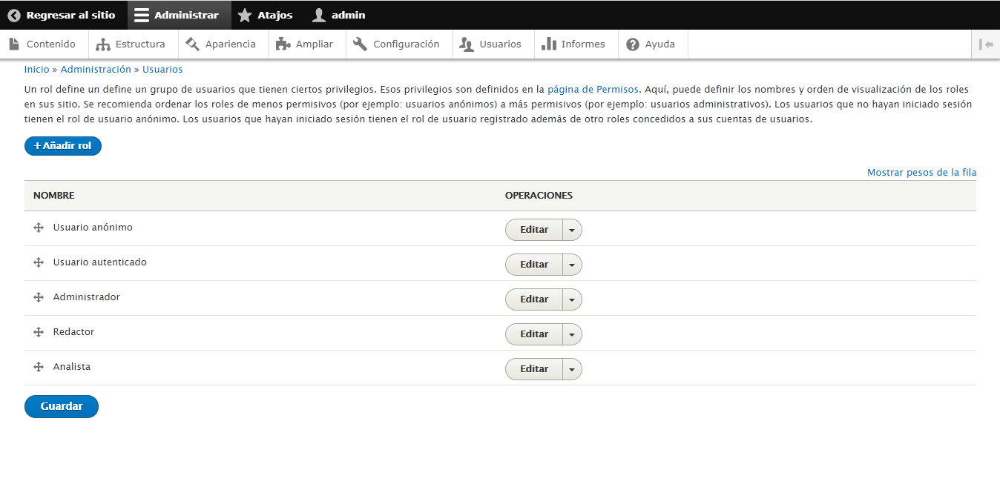 Regresar al sitio Administrar Atajos admin
Contenido Estructura Apariencia Ampliar Configuración Usuarios Informes Ayuda
Inicio » Administración » Usuarios
Un rol define un define un grupo de usuarios que tienen ciertos privilegios. Esos privilegios son definidos en la página de Permisos. Aquí, puede definir los nombres y orden de visualización de los roles
en sus sitio. Se recomienda ordenar los roles de menos permisivos (por ejemplo: usuarios anónimos) a más permisivos (por ejemplo: usuarios administrativos). Los usuarios que no hayan iniciado sesión
tienen el rol de usuario anónimo. Los usuarios que hayan iniciado sesión tienen el rol de usuario registrado además de otro roles concedidos a sus cuentas de usuarios.
+ Añadir rol
Mostrar pesos de la fila
NOMBRE OPERACIONES
Usuario anónimo Editar
Usuario autenticado Editar
Administrador Editar
Redactor Editar
Analista Editar
Guardar